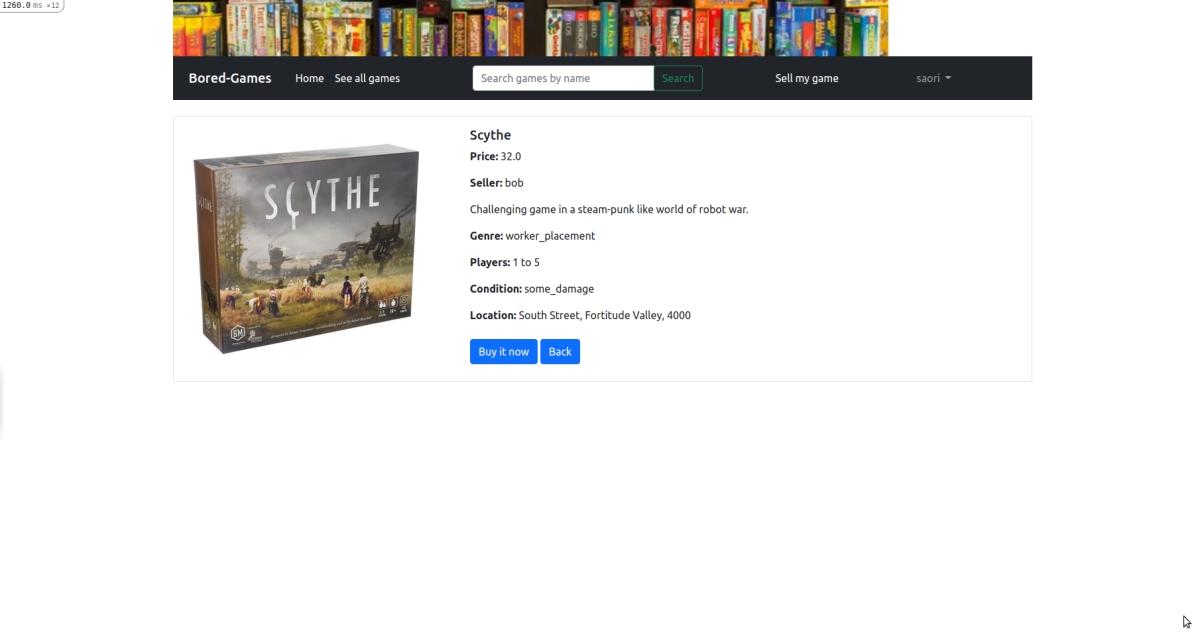 1260.0 ms ×12
Bored-Games Home See all games Search games by name Search Sell my game saori
SCYTHE
Scythe
Price: 32.0
Seller: bob
Challenging game in a steam-punk like world of robot war.
Genre: worker_placement
Players: 1 to 5
Condition: some_damage
Location: South Street, Fortitude Valley, 4000
Buy it now Back